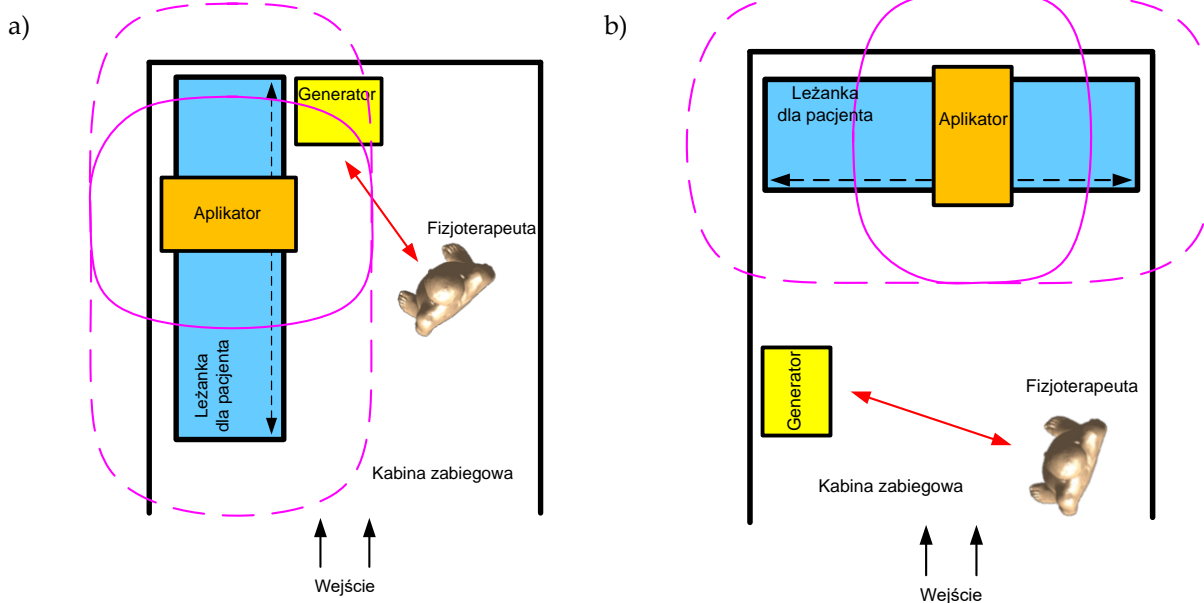 a)
Generator
Aplikator
Fizjoterapeuta
Leżanka
dla pacjenta
Kabina zabiegowa
Wejście
b)
Leżanka
dla pacjenta
Aplikator
Generator
Fizjoterapeuta
Kabina zabiegowa
Wejście